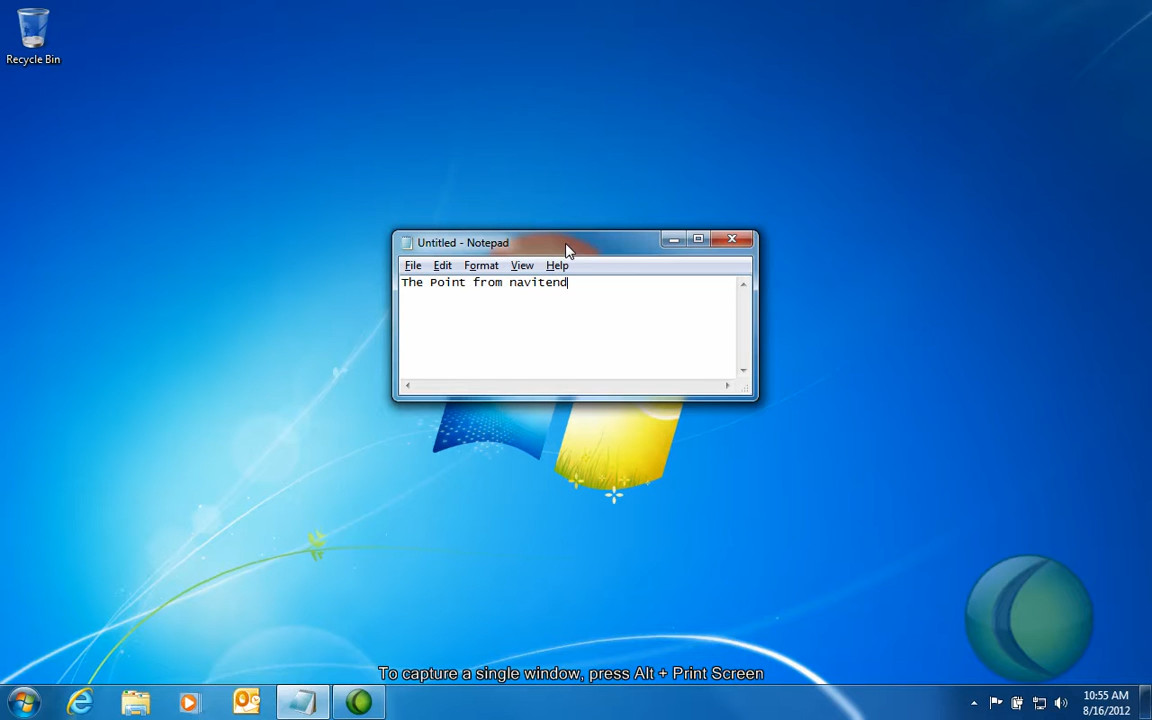 Recycle Bin
Untitled - Notepad
File Edit Format View Help
The Point from navitend
To capture a single window, press Alt + Print Screen
10:55 AM
8/16/2012